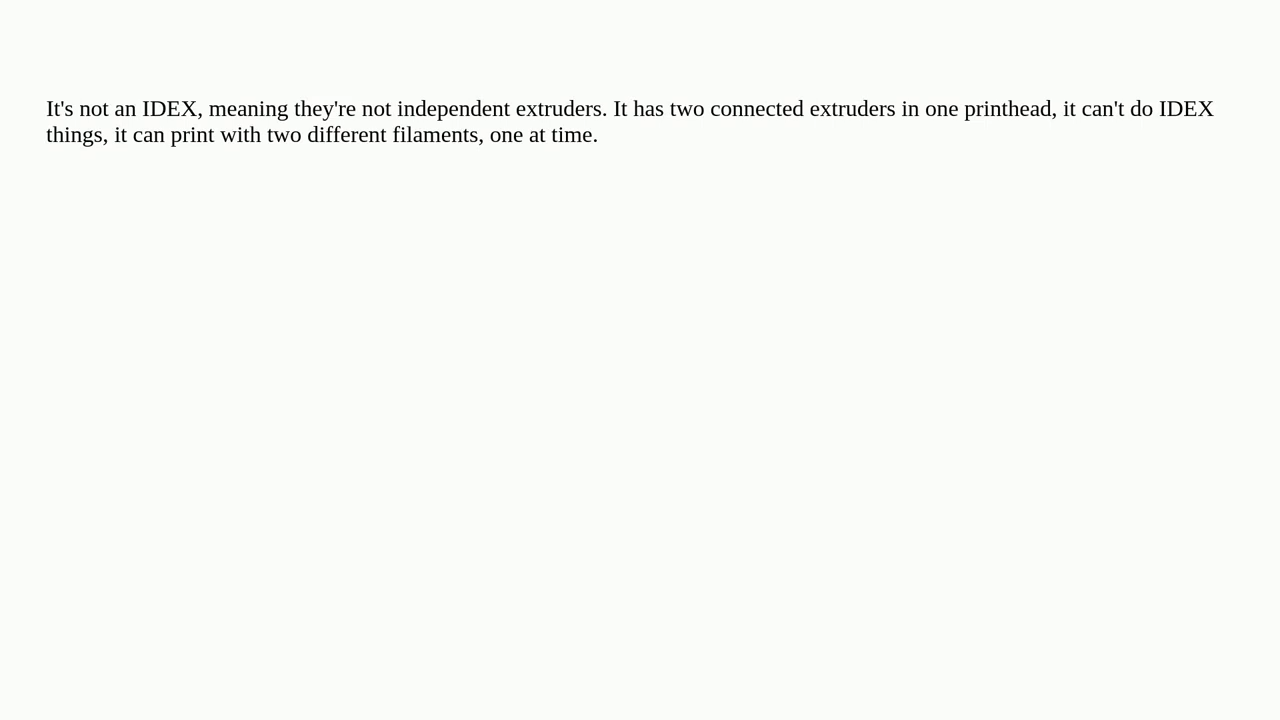 It's not an IDEX, meaning they're not independent extruders. It has two connected extruders in one printhead, it can't do IDEX
things, it can print with two different filaments, one at time.